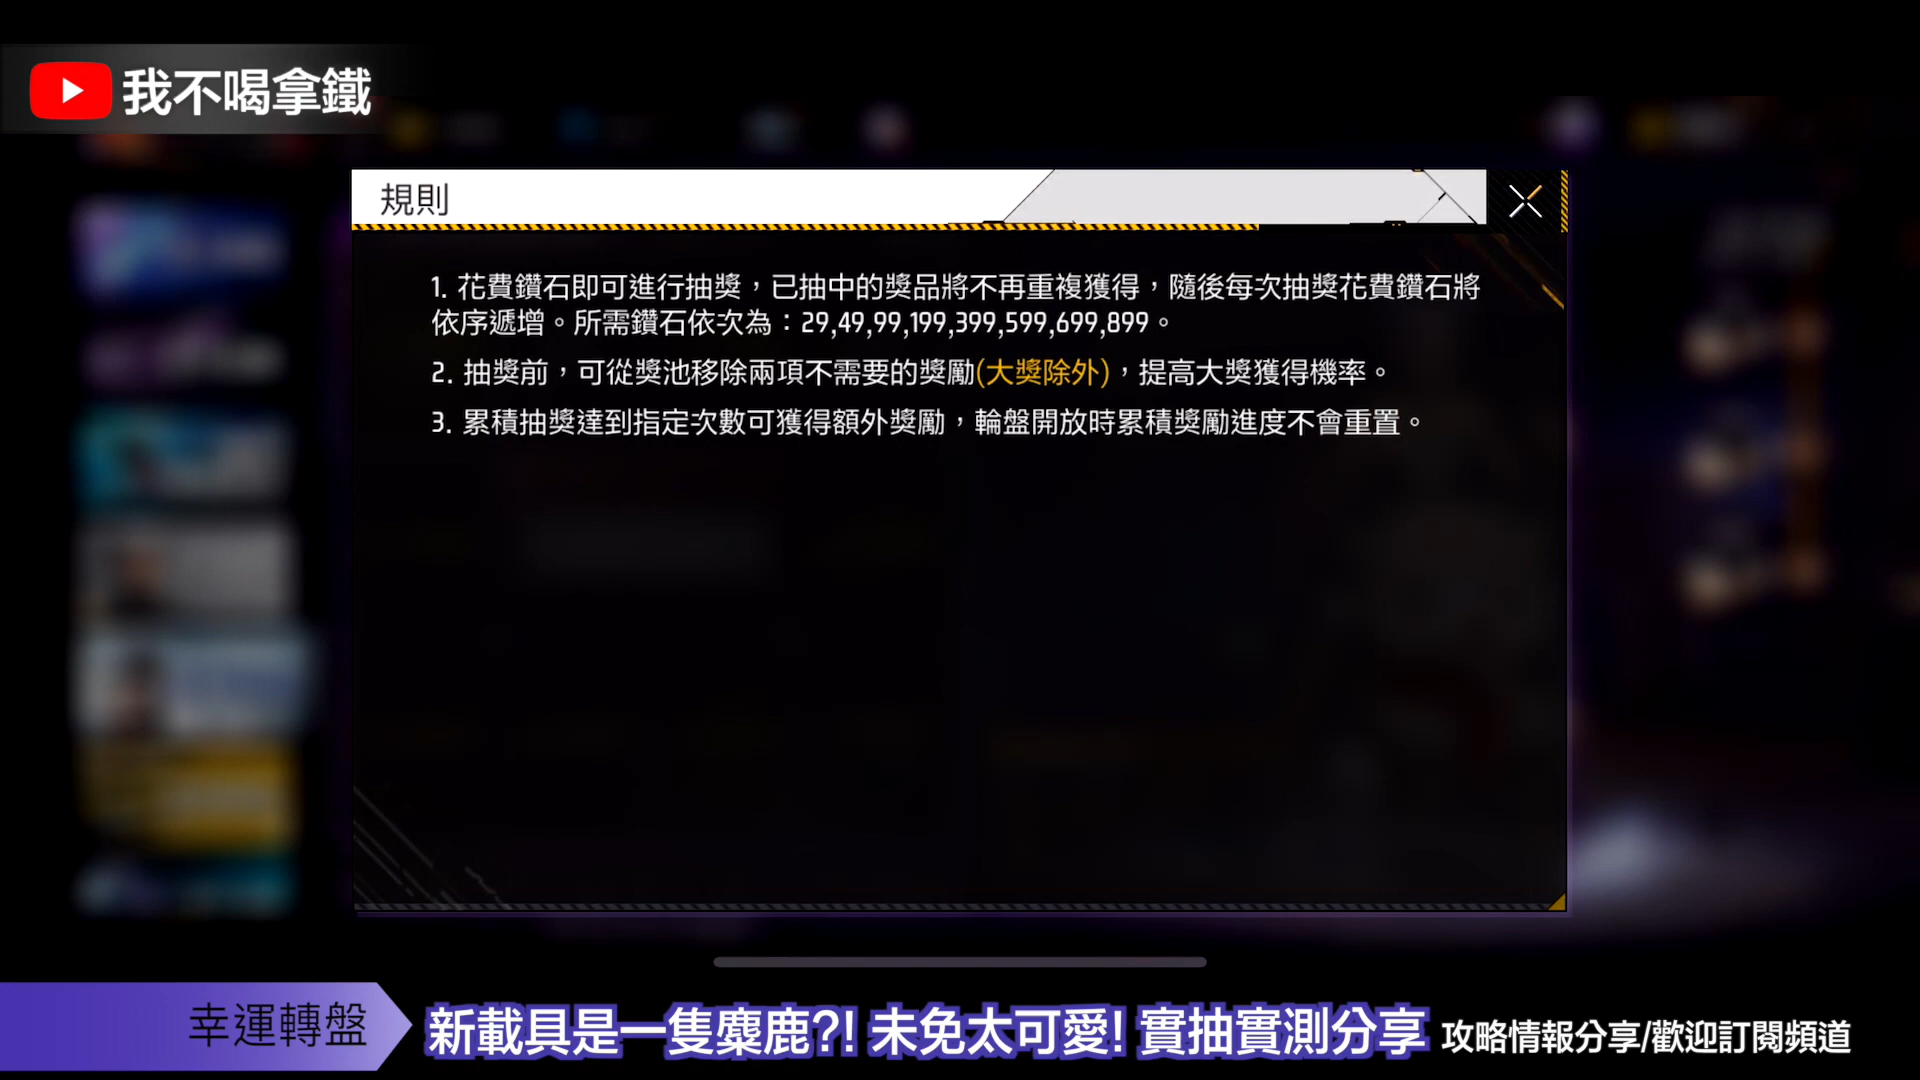 我不喝拿鐵
規則
1. 花費鑽石即可進行抽獎，已抽中的獎品將不再重複獲得，隨後每次抽獎花費鑽石將
依序遞增。所需鑽石依次為：29,49,99,199,399,599,699,899。
2. 抽獎前，可從獎池移除兩項不需要的獎勵(大獎除外)，提高大獎獲得機率。
3. 累積抽獎達到指定次數可獲得額外獎勵，輪盤開放時累積獎勵進度不會重置。
幸運轉盤
新載具是一隻麋鹿?! 未免太可愛! 實抽實測分享
攻略情報分享/歡迎訂閱頻道